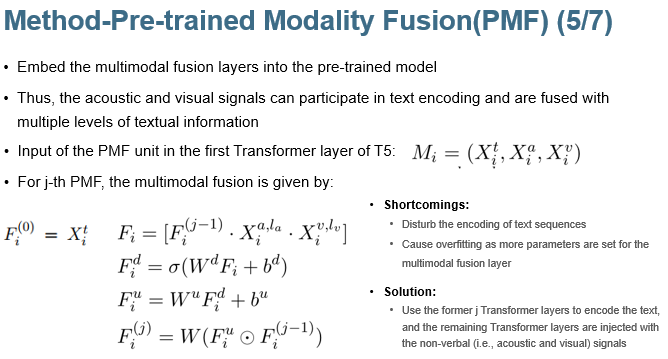 Method-Pre-trained Modality Fusion(PMF) (5/7)
• Embed the multimodal fusion layers into the pre-trained model
• Thus, the acoustic and visual signals can participate in text encoding and are fused with
multiple levels of textual information
• Input of the PMF unit in the first Transformer layer of T5: M_i = (X_i^t, X_i^a, X_i^v)
• For j-th PMF, the multimodal fusion is given by:
F_i^{(0)} = X_i^t
F_i = [F_i^{(j-1)} · X_i^{a,l_a} · X_i^{v,l_v}]
F_i^d = σ(W^d F_i + b^d)
F_i^u = W^u F_i^d + b^u
F_i^{(j)} = W(F_i^u ⊙ F_i^{(j-1)})
• Shortcomings:
• Disturb the encoding of text sequences
• Cause overfitting as more parameters are set for the
multimodal fusion layer
• Solution:
• Use the former j Transformer layers to encode the text,
and the remaining Transformer layers are injected with
the non-verbal (i.e., acoustic and visual) signals